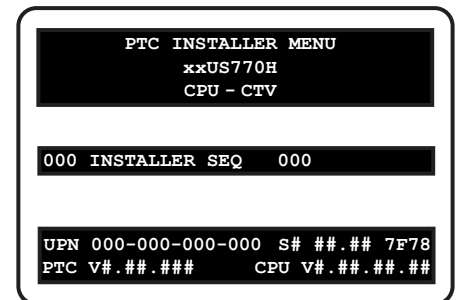 PTC INSTALLER MENU
xxUS770H
CPU – CTV
000 INSTALLER SEQ 000
UPN 000-000-000-000 S# ##.## 7F78
PTC V#.##.### CPU V#.##.##.##